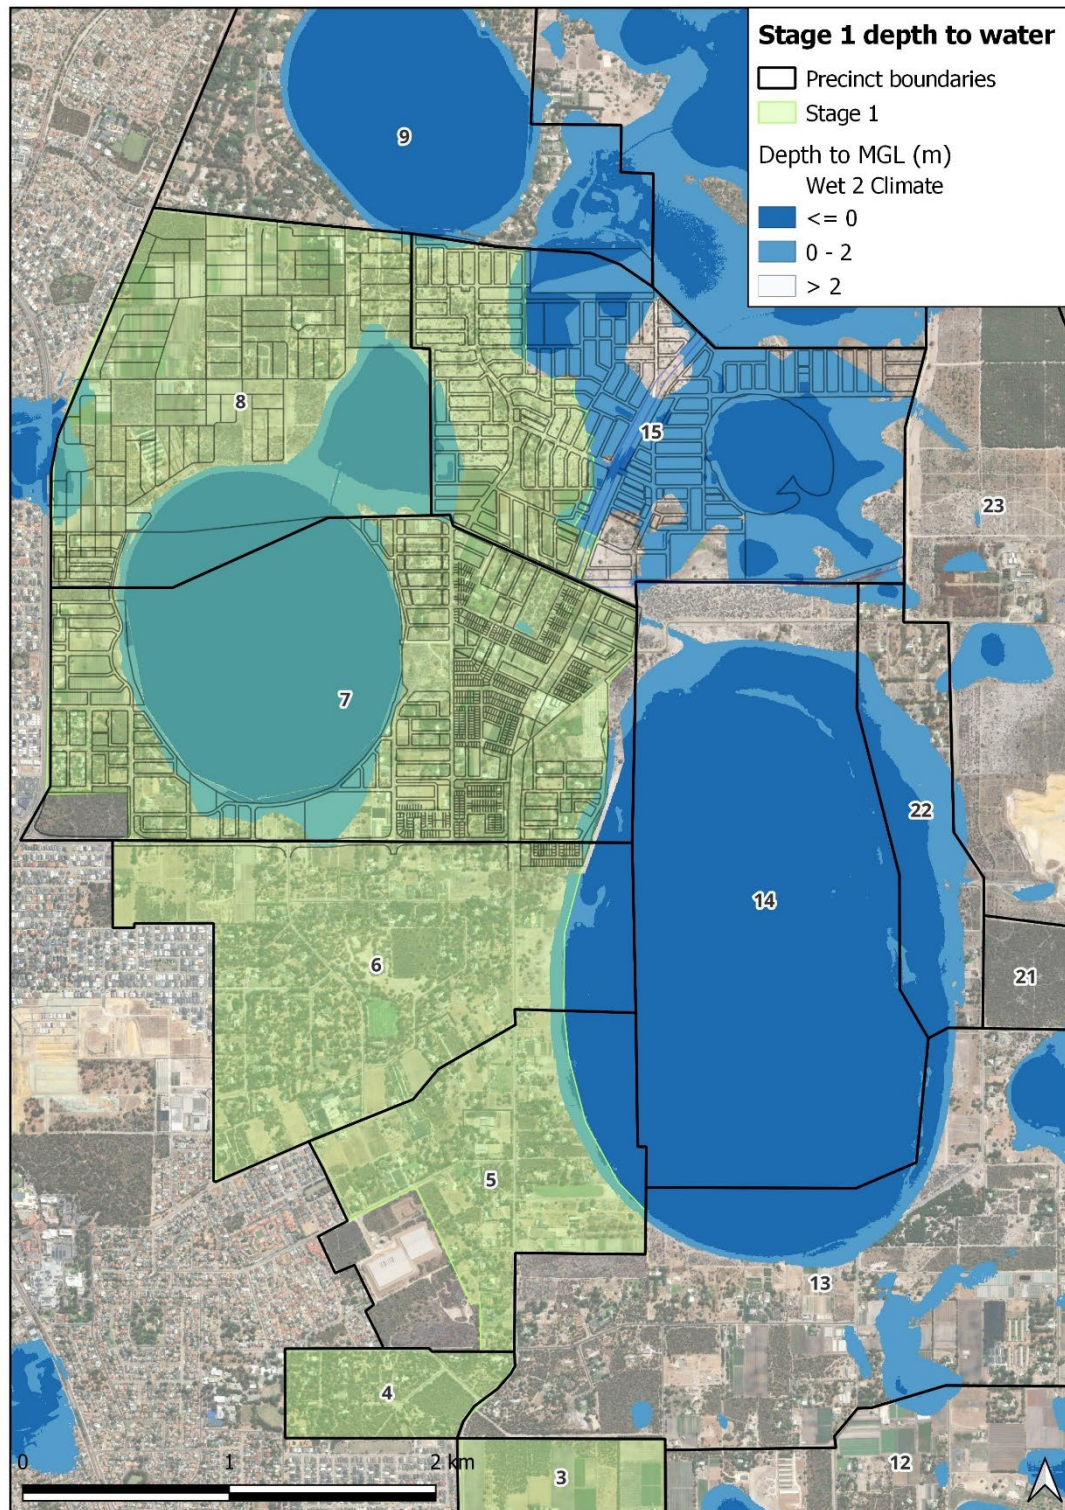 Stage 1 depth to water
Precinct boundaries
Stage 1
Depth to MGL (m)
Wet 2 Climate
<= 0
0 - 2
> 2
9
8
15
23
7
22
14
6
21
5
13
4
12
3
0 1 2 km